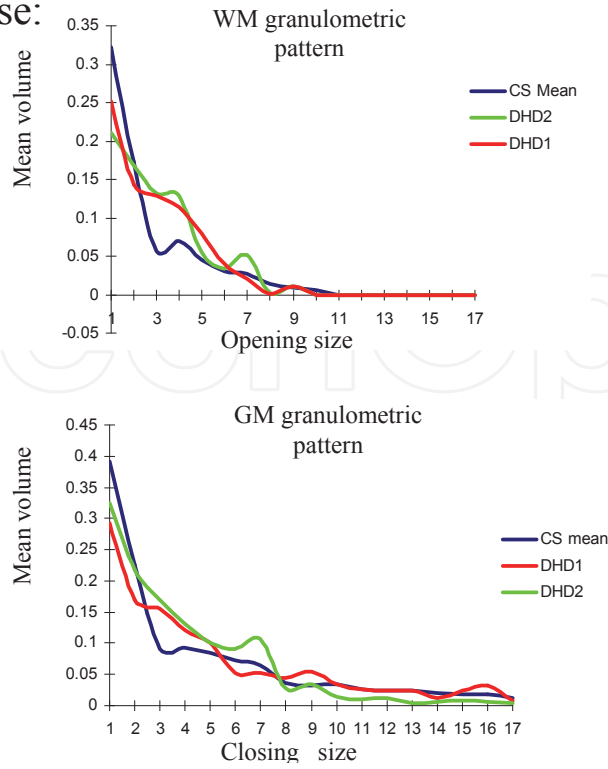 se:
WM granulometric
pattern
Mean volume
0.35
0.3
0.25
0.2
0.15
0.1
0.05
0
-0.05
1 3 5 7 9 11 13 15 17
Opening size
CS Mean
DHD2
DHD1
GM granulometric
pattern
Mean volume
0.45
0.4
0.35
0.3
0.25
0.2
0.15
0.1
0.05
0
1 2 3 4 5 6 7 8 9 10 11 12 13 14 15 16 17
Closing size
CS mean
DHD1
DHD2